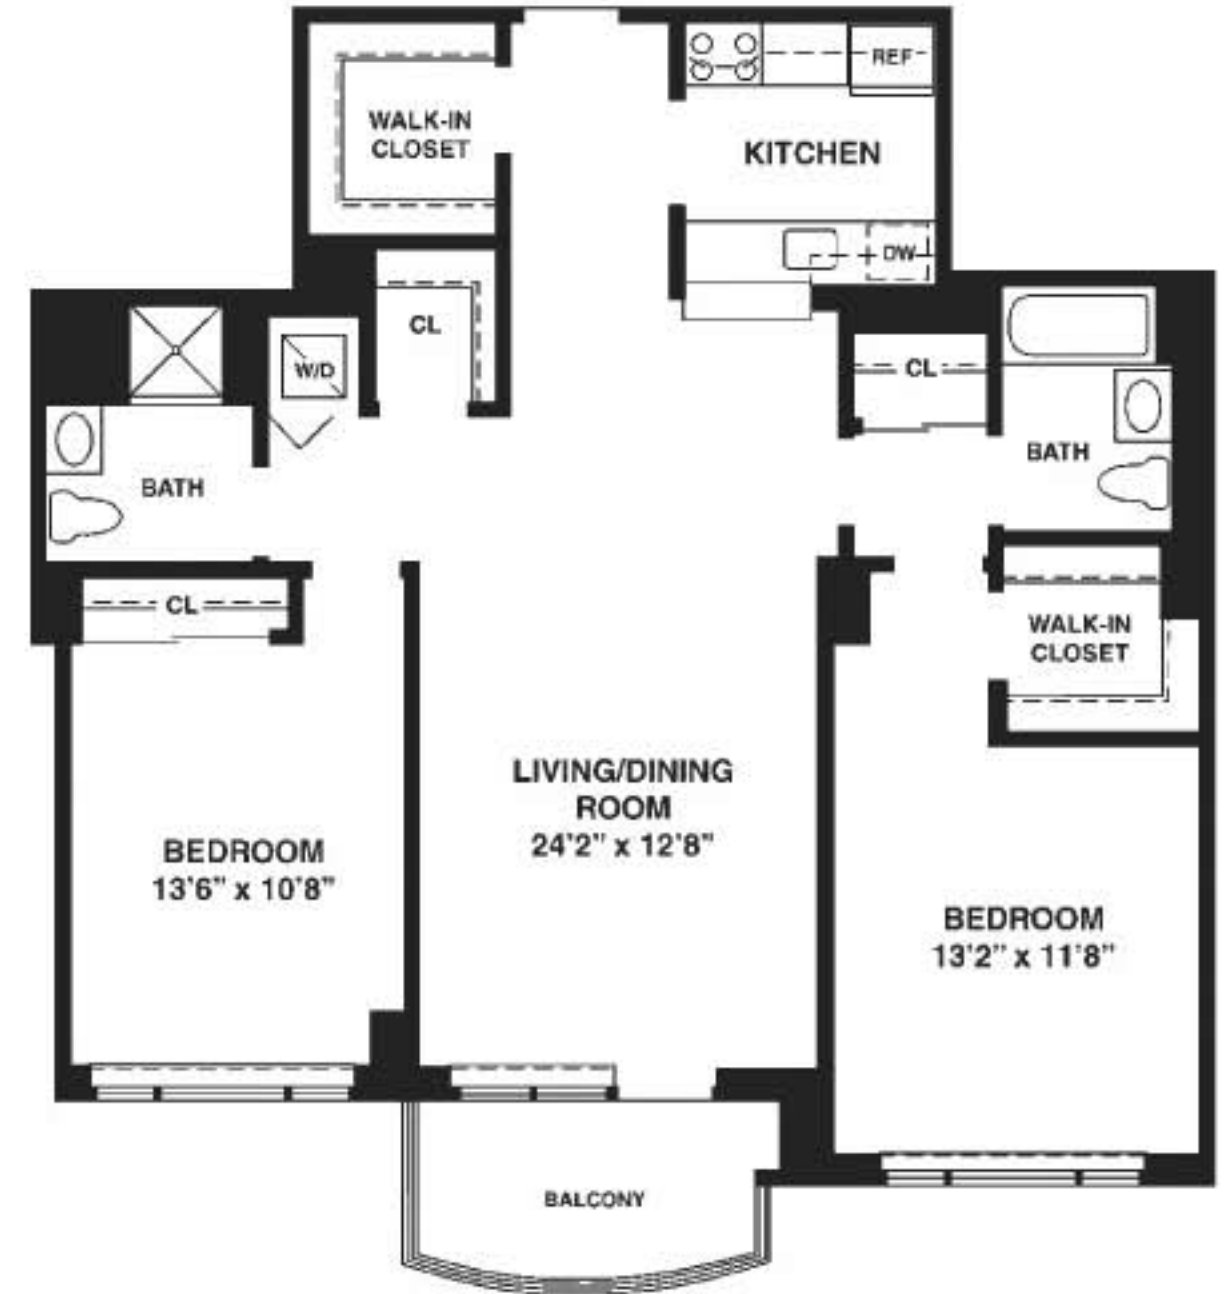 WALK-IN
CLOSET
REF
KITCHEN
DW
CL
W/D
CL
BATH
BATH
CL
WALK-IN
CLOSET
LIVING/DINING
ROOM
24'2" x 12'8"
BEDROOM
13'6" x 10'8"
BEDROOM
13'2" x 11'8"
BALCONY